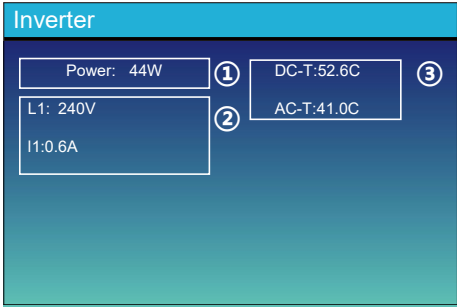 Inverter
Power: 44W
①
L1: 240V
I1:0.6A
②
DC-T:52.6C
AC-T:41.0C
③